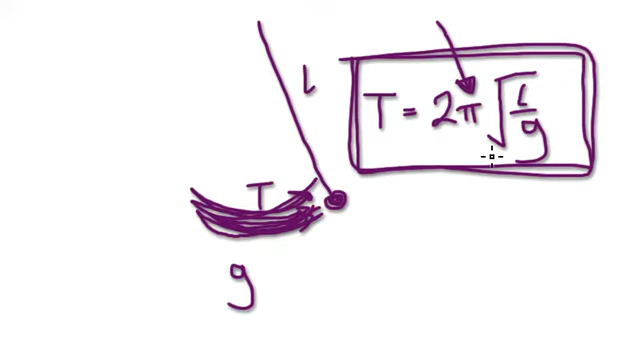 l
T = 2π√(l/g)
T
g